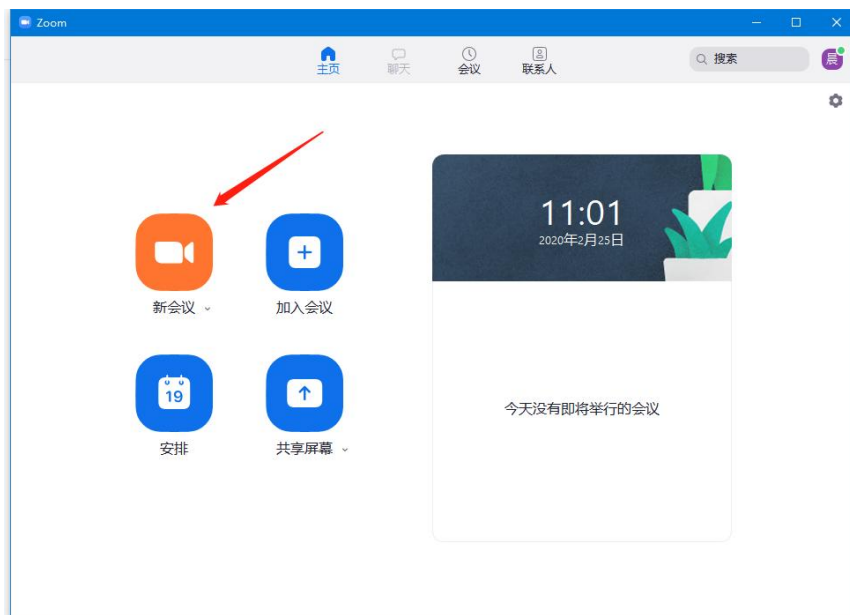 Zoom
主页
聊天
会议
联系人
搜索
晨
11:01
2020年2月25日
新会议
加入会议
19
安排
共享屏幕
今天没有即将举行的会议